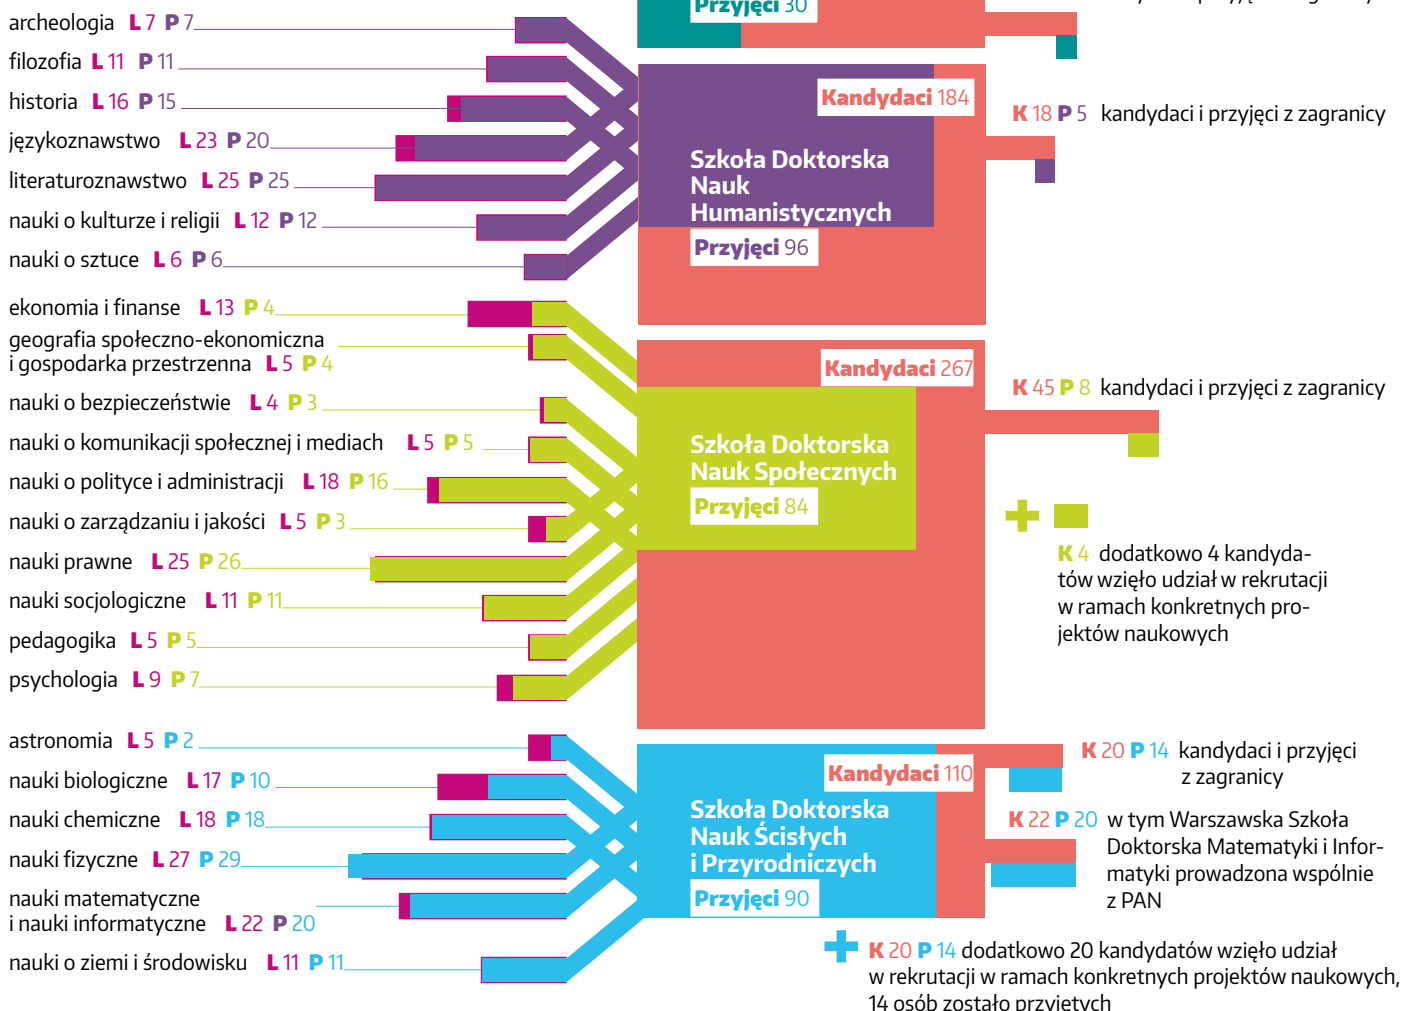 Przyjęci 30
archeologia L 7 P 7
filozofia L 11 P 11
historia L 16 P 15
językoznawstwo L 23 P 20
literaturoznawstwo L 25 P 25
nauki o kulturze i religii L 12 P 12
nauki o sztuce L 6 P 6
Kandydaci 184
Szkoła Doktorska
Nauk
Humanistycznych
Przyjęci 96
K 18 P 5 kandydaci i przyjęci z zagranicy
ekonomia i finanse L 13 P 4
geografia społeczno-ekonomiczna
i gospodarka przestrzenna L 5 P 4
nauki o bezpieczeństwie L 4 P 3
nauki o komunikacji społecznej i mediach L 5 P 5
nauki o polityce i administracji L 18 P 16
nauki o zarządzaniu i jakości L 5 P 3
nauki prawne L 25 P 26
nauki socjologiczne L 11 P 11
pedagogika L 5 P 5
psychologia L 9 P 7
Kandydaci 267
Szkoła Doktorska
Nauk Społecznych
Przyjęci 84
K 45 P 8 kandydaci i przyjęci z zagranicy
K 4 dodatkowo 4 kandyda-
tów wzięło udział w rekrutacji
w ramach konkretnych pro-
jektów naukowych
astronomia L 5 P 2
nauki biologiczne L 17 P 10
nauki chemiczne L 18 P 18
nauki fizyczne L 27 P 29
nauki matematyczne
i nauki informatyczne L 22 P 20
nauki o ziemi i środowisku L 11 P 11
Kandydaci 110
Szkoła Doktorska
Nauk Ścisłych
i Przyrodniczych
Przyjęci 90
K 20 P 14 kandydaci i przyjęci
z zagranicy
K 22 P 20 w tym Warszawska Szkoła
Doktorska Matematyki i Infor-
matyki prowadzona wspólnie
z PAN
K 20 P 14 dodatkowo 20 kandydatów wzięło udział
w rekrutacji w ramach konkretnych projektów naukowych,
14 osób zostało przyjętych